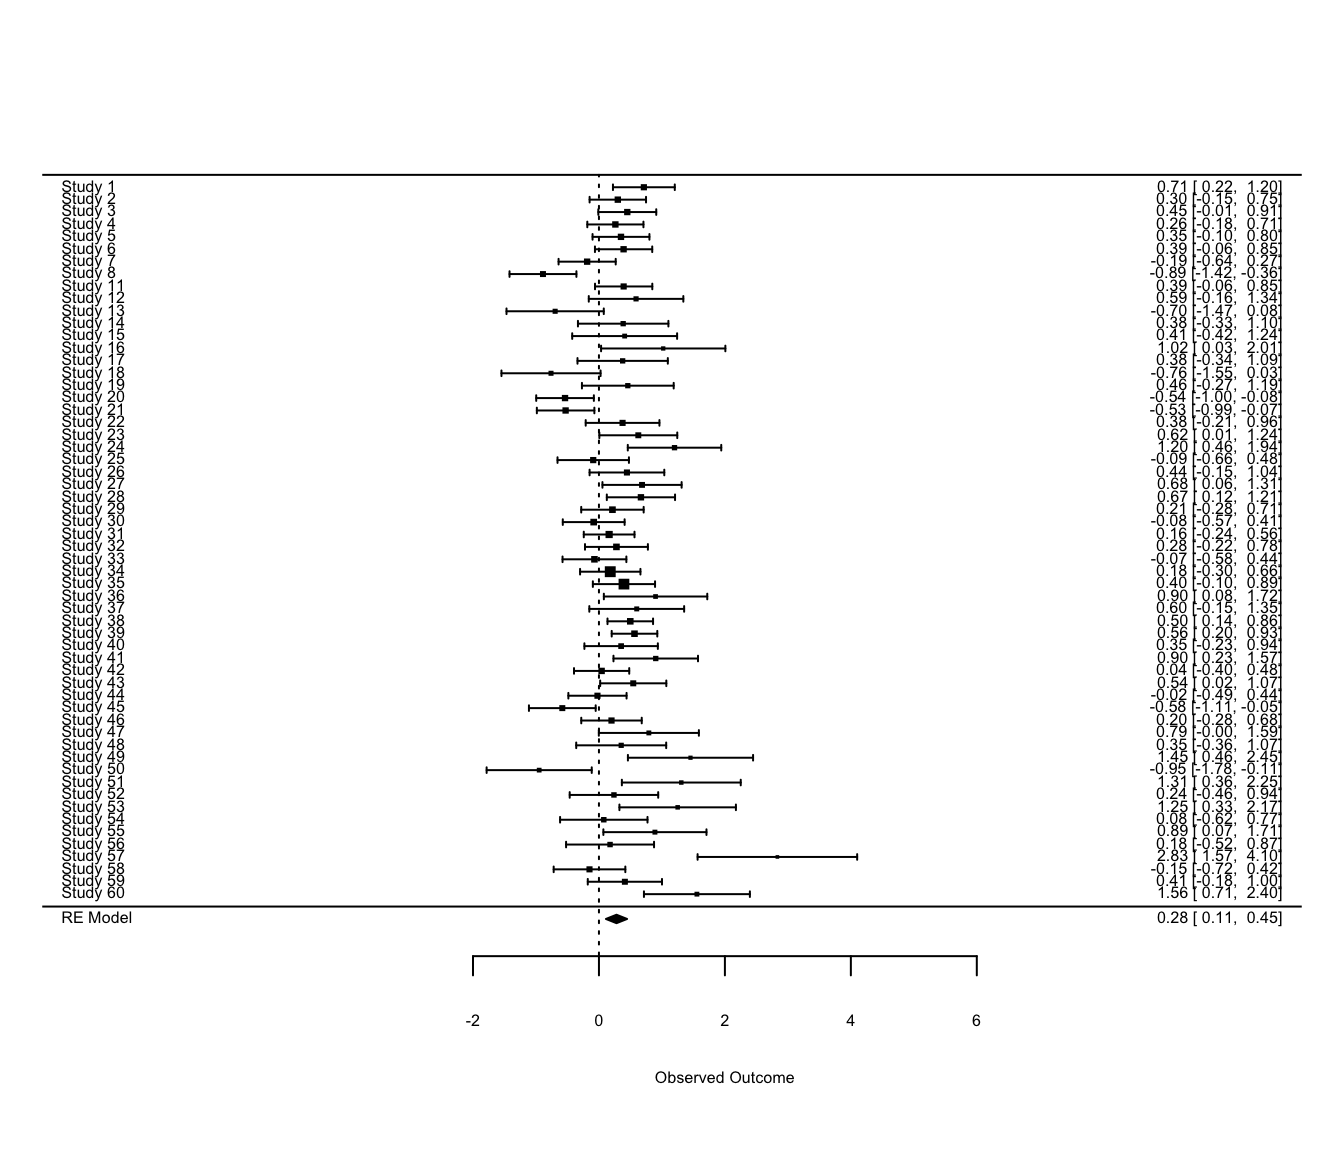 Study 1 0.71 [ 0.22, 1.20]
Study 2 0.30 [-0.15, 0.75]
Study 3 0.45 [-0.01, 0.91]
Study 4 0.26 [-0.18, 0.71]
Study 5 0.35 [-0.10, 0.80]
Study 6 0.39 [-0.06, 0.85]
Study 7 -0.19 [-0.64, 0.27]
Study 8 -0.89 [-1.42, -0.36]
Study 11 0.39 [-0.06, 0.85]
Study 12 0.59 [-0.16, 1.34]
Study 13 -0.70 [-1.47, 0.08]
Study 14 0.38 [-0.33, 1.10]
Study 15 0.41 [-0.42, 1.24]
Study 16 1.02 [ 0.03, 2.01]
Study 17 0.38 [-0.34, 1.09]
Study 18 -0.76 [-1.55, 0.03]
Study 19 0.46 [-0.27, 1.19]
Study 20 -0.54 [-1.00, -0.08]
Study 21 -0.53 [-0.99, -0.07]
Study 22 0.38 [-0.21, 0.96]
Study 23 0.62 [ 0.01, 1.24]
Study 24 1.20 [ 0.46, 1.94]
Study 25 -0.09 [-0.66, 0.48]
Study 26 0.44 [-0.15, 1.04]
Study 27 0.68 [ 0.06, 1.31]
Study 28 0.67 [ 0.12, 1.21]
Study 29 0.21 [-0.28, 0.71]
Study 30 -0.08 [-0.57, 0.41]
Study 31 0.16 [-0.24, 0.56]
Study 32 0.28 [-0.22, 0.78]
Study 33 -0.07 [-0.58, 0.44]
Study 34 0.18 [-0.30, 0.66]
Study 35 0.40 [-0.10, 0.89]
Study 36 0.90 [ 0.08, 1.72]
Study 37 0.60 [-0.15, 1.35]
Study 38 0.50 [ 0.14, 0.86]
Study 39 0.56 [ 0.20, 0.93]
Study 40 0.35 [-0.23, 0.94]
Study 41 0.90 [ 0.23, 1.57]
Study 42 0.04 [-0.40, 0.48]
Study 43 0.54 [ 0.02, 1.07]
Study 44 -0.02 [-0.49, 0.44]
Study 45 -0.58 [-1.11, -0.05]
Study 46 0.20 [-0.28, 0.68]
Study 47 0.79 [-0.00, 1.59]
Study 48 0.35 [-0.36, 1.07]
Study 49 1.45 [ 0.46, 2.45]
Study 50 -0.95 [-1.78, -0.11]
Study 51 1.31 [ 0.36, 2.25]
Study 52 0.24 [-0.46, 0.94]
Study 53 1.25 [ 0.33, 2.17]
Study 54 0.08 [-0.62, 0.77]
Study 55 0.89 [ 0.07, 1.71]
Study 56 0.18 [-0.52, 0.87]
Study 57 2.83 [ 1.57, 4.10]
Study 58 -0.15 [-0.72, 0.42]
Study 59 0.41 [-0.18, 1.00]
Study 60 1.56 [ 0.71, 2.40]
RE Model 0.28 [ 0.11, 0.45]
-2 0 2 4 6
Observed Outcome